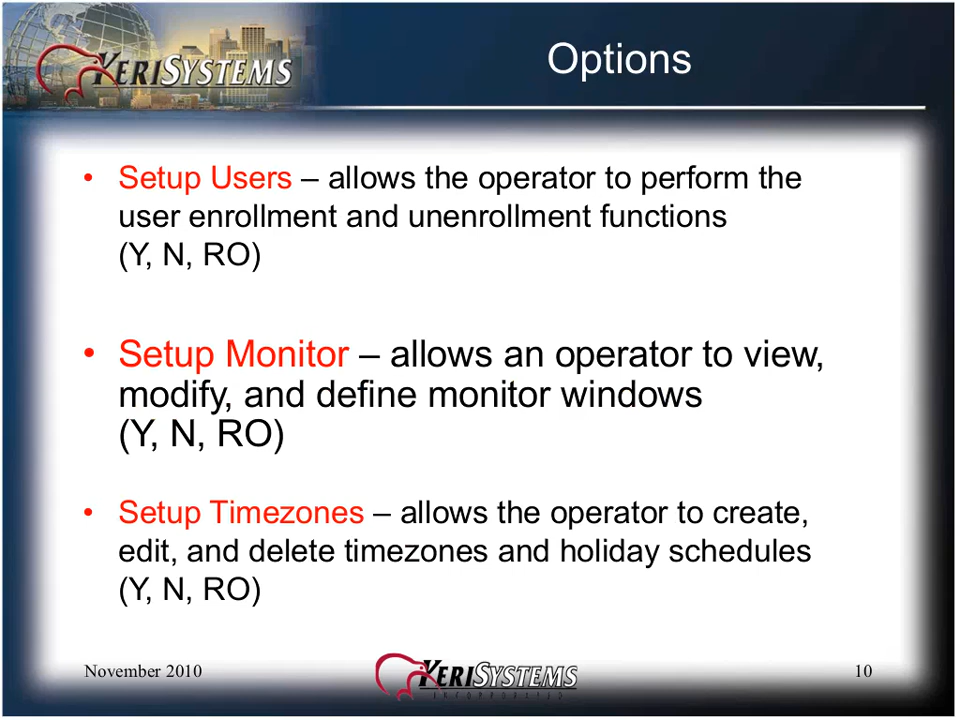 KERISYSTEMS
Options
• Setup Users – allows the operator to perform the
user enrollment and unenrollment functions
(Y, N, RO)
• Setup Monitor – allows an operator to view,
modify, and define monitor windows
(Y, N, RO)
• Setup Timezones – allows the operator to create,
edit, and delete timezones and holiday schedules
(Y, N, RO)
November 2010
KERISYSTEMS
INCORPORATED
10